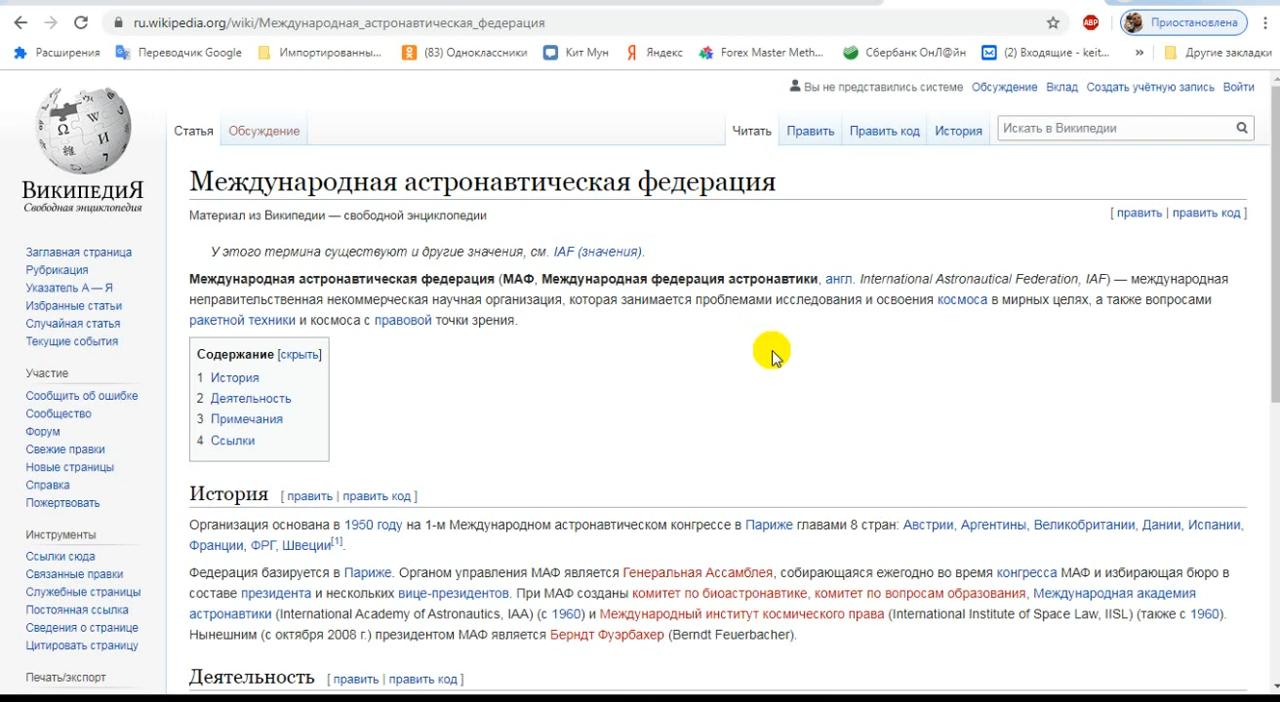 ru.wikipedia.org/wiki/Международная_астронавтическая_федерация
ABP
Приостановлена
Расширения
Переводчик Google
Импортированны...
(83) Одноклассники
Кит Мун
Яндекс
Forex Master Meth...
Сбербанк ОнЛ@йн
(2) Входящие - keit...
»
Другие закладки
Вы не представились системе Обсуждение Вклад Создать учётную запись Войти
Статья Обсуждение Читать Править Править код История Искать в Википедии
ВикипедиЯ
Свободная энциклопедия
Заглавная страница
Рубрикация
Указатель А — Я
Избранные статьи
Случайная статья
Текущие события
Участие
Сообщить об ошибке
Сообщество
Форум
Свежие правки
Новые страницы
Справка
Пожертвовать
Инструменты
Ссылки сюда
Связанные правки
Служебные страницы
Постоянная ссылка
Сведения о странице
Цитировать страницу
Печать/экспорт
Международная астронавтическая федерация
Материал из Википедии — свободной энциклопедии
[ править | править код ]
У этого термина существуют и другие значения, см. IAF (значения).
Международная астронавтическая федерация (МАФ, Международная федерация астронавтики, англ. International Astronautical Federation, IAF) — международная
неправительственная некоммерческая научная организация, которая занимается проблемами исследования и освоения космоса в мирных целях, а также вопросами
ракетной техники и космоса с правовой точки зрения.
Содержание [скрыть]
1 История
2 Деятельность
3 Примечания
4 Ссылки
История [ править | править код ]
Организация основана в 1950 году на 1-м Международном астронавтическом конгрессе в Париже главами 8 стран: Австрии, Аргентины, Великобритании, Дании, Испании,
Франции, ФРГ, Швеции[1].
Федерация базируется в Париже. Органом управления МАФ является Генеральная Ассамблея, собирающаяся ежегодно во время конгресса МАФ и избирающая бюро в
составе президента и нескольких вице-президентов. При МАФ созданы комитет по биоастронавтике, комитет по вопросам образования, Международная академия
астронавтики (International Academy of Astronautics, IAA) (с 1960) и Международный институт космического права (International Institute of Space Law, IISL) (также с 1960).
Нынешним (с октября 2008 г.) президентом МАФ является Берндт Фуэрбахер (Berndt Feuerbacher).
Деятельность [ править | править код ]